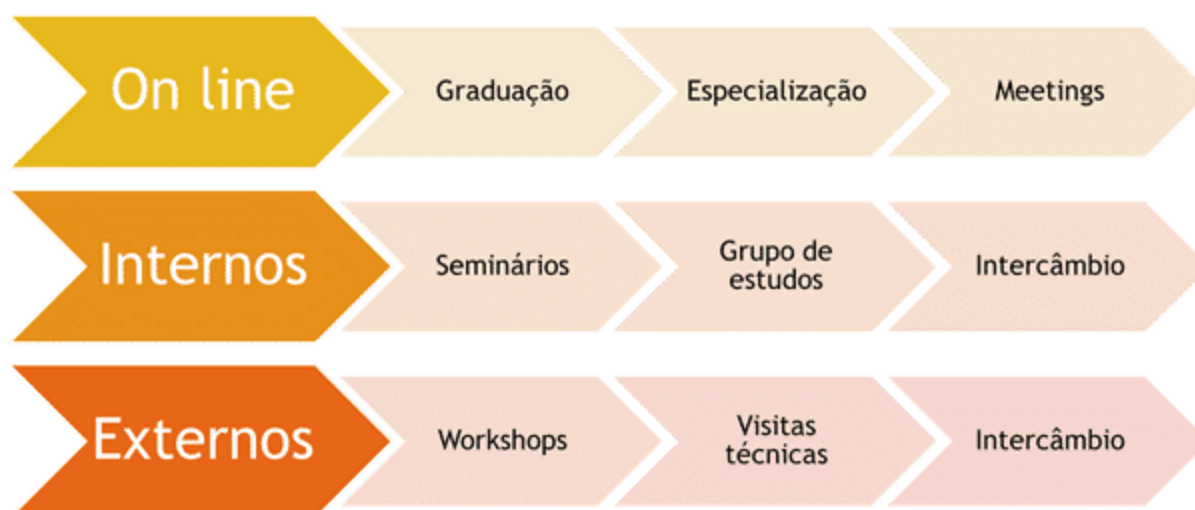 On line
Graduação
Especialização
Meetings
Internos
Seminários
Grupo de
estudos
Intercâmbio
Externos
Workshops
Visitas
técnicas
Intercâmbio